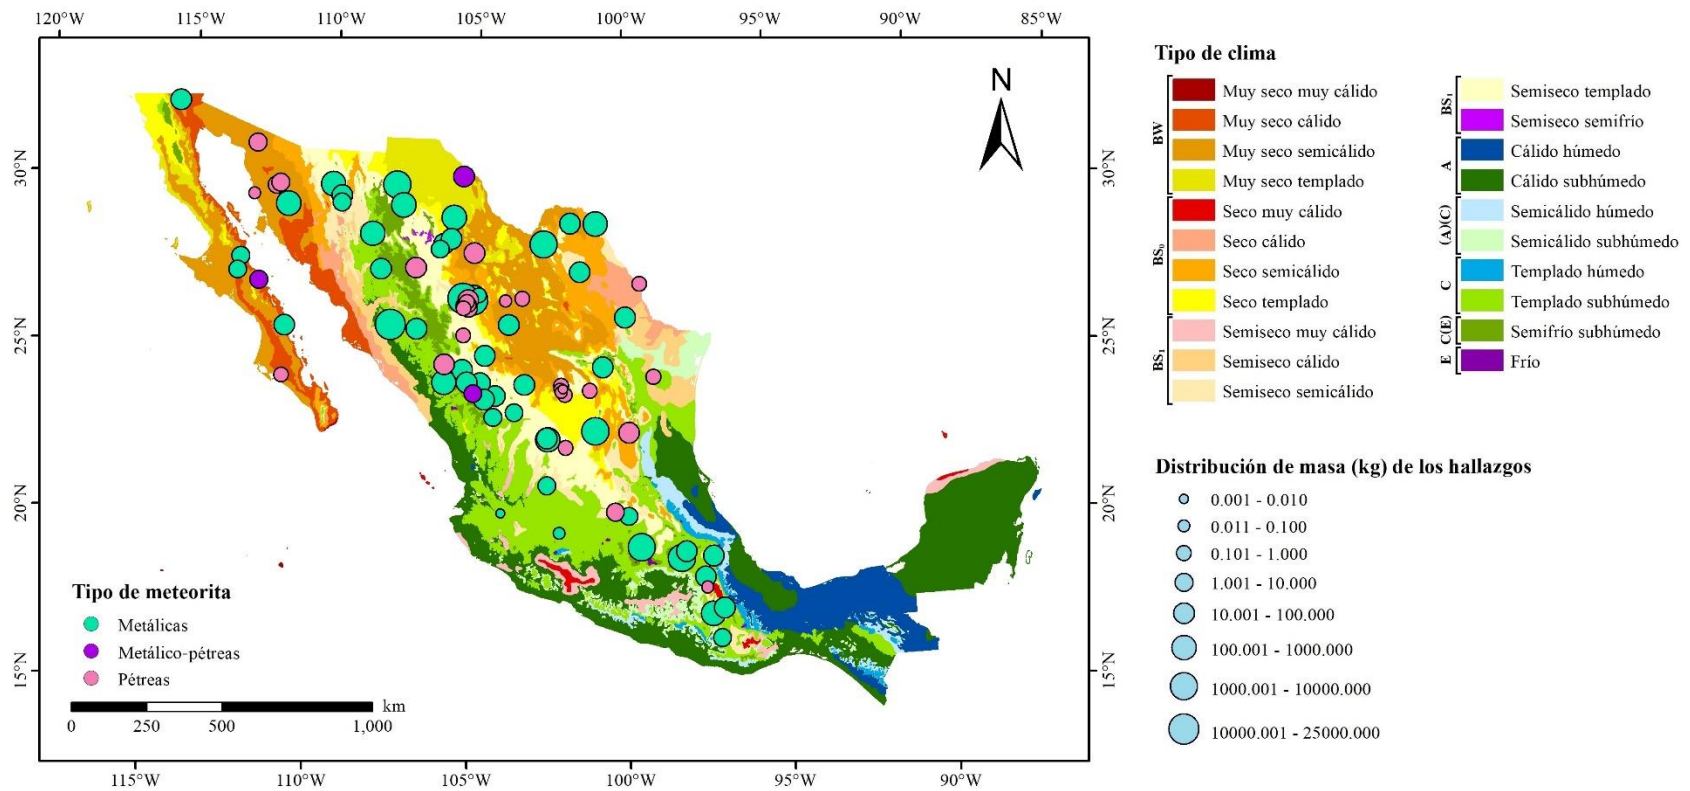 120°W 115°W 110°W 105°W 100°W 95°W 90°W 85°W
N
30°N 30°N
25°N 25°N
20°N 20°N
15°N 15°N
Tipo de meteorita
Metálicas
Metálico-pétreas
Pétreas
km
0 250 500 1,000
115°W 110°W 105°W 100°W 95°W 90°W
Tipo de clima
BW
Muy seco muy cálido
Muy seco cálido
Muy seco semicálido
Muy seco templado
BS₀
Seco muy cálido
Seco cálido
Seco semicálido
Seco templado
BS₁
Semiseco muy cálido
Semiseco cálido
Semiseco semicálido
BS₁
Semiseco templado
Semiseco semifrío
A
Cálido húmedo
Cálido subhúmedo
(A)(C)
Semicálido húmedo
Semicálido subhúmedo
C
Templado húmedo
Templado subhúmedo
C(E)
Semifrío subhúmedo
E
Frío
Distribución de masa (kg) de los hallazgos
0.001 - 0.010
0.011 - 0.100
0.101 - 1.000
1.001 - 10.000
10.001 - 100.000
100.001 - 1000.000
1000.001 - 10000.000
10000.001 - 25000.000